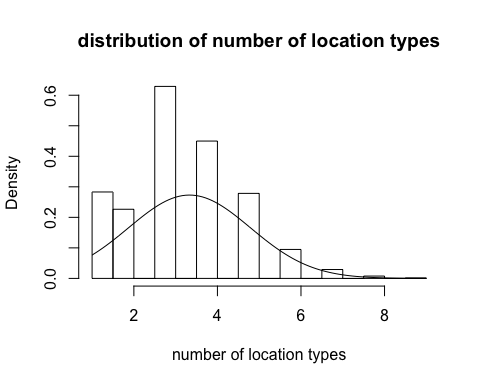 distribution of number of location types
Density
0.6
0.4
0.2
0.0
2 4 6 8
number of location types